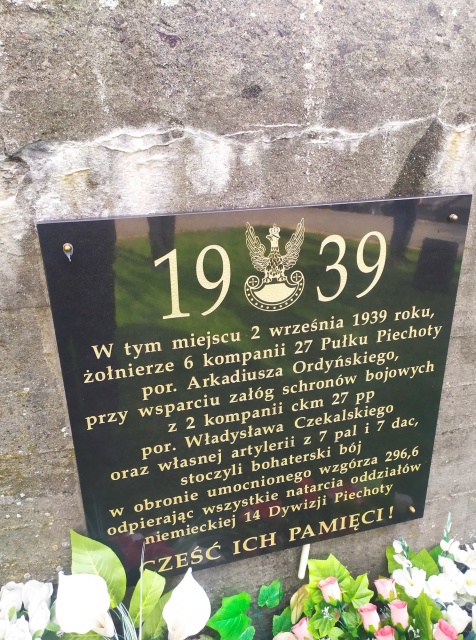 1939
W tym miejscu 2 września 1939 roku,
żołnierze 6 kompanii 27 Pułku Piechoty
por. Arkadiusza Ordyńskiego,
przy wsparciu załóg schronów bojowych
z 2 kompanii ckm 27 pp
por. Władysława Czekalskiego
oraz własnej artylerii z 7 pal i 7 dac,
stoczyli bohaterski bój
w obronie umocnionego wzgórza 296,6
odpierając wszystkie natarcia oddziałów
niemieckiej 14 Dywizji Piechoty
CZEŚĆ ICH PAMIĘCI!